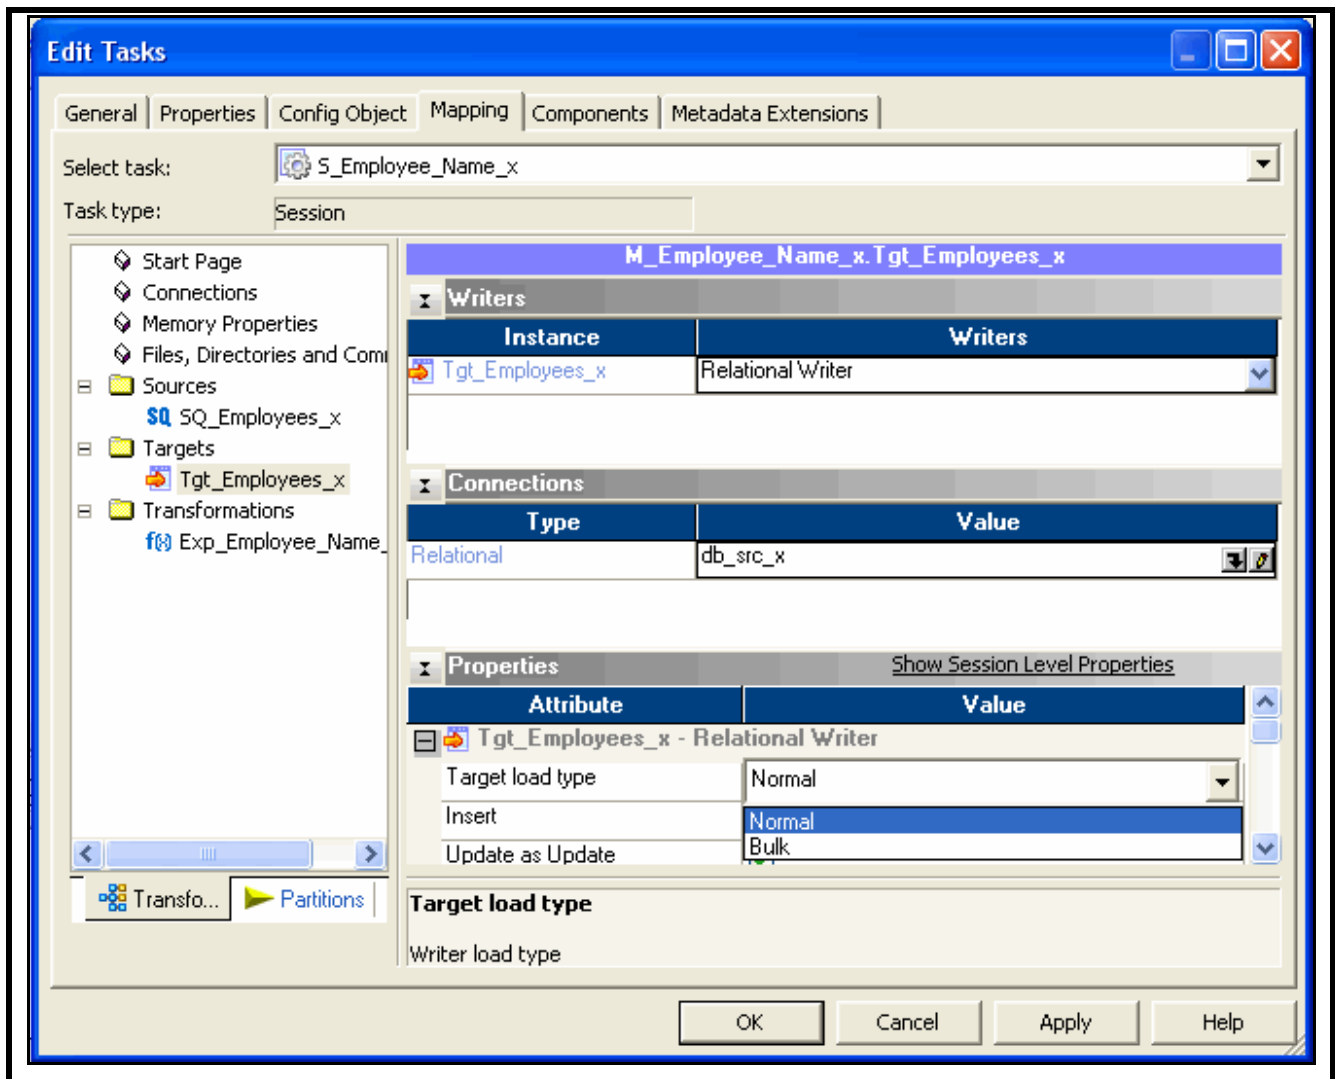 Edit Tasks
General Properties Config Object Mapping Components Metadata Extensions
Select task: S_Employee_Name_x
Task type: Session
Start Page
Connections
Memory Properties
Files, Directories and Com
Sources
SQ SQ_Employees_x
Targets
Tgt_Employees_x
Transformations
f(x) Exp_Employee_Name_
Transfo... Partitions
M_Employee_Name_x.Tgt_Employees_x
Writers
Instance Writers
Tgt_Employees_x Relational Writer
Connections
Type Value
Relational db_src_x
Properties Show Session Level Properties
Attribute Value
Tgt_Employees_x - Relational Writer
Target load type Normal
Insert Normal
Update as Update Bulk
Target load type
Writer load type
OK Cancel Apply Help